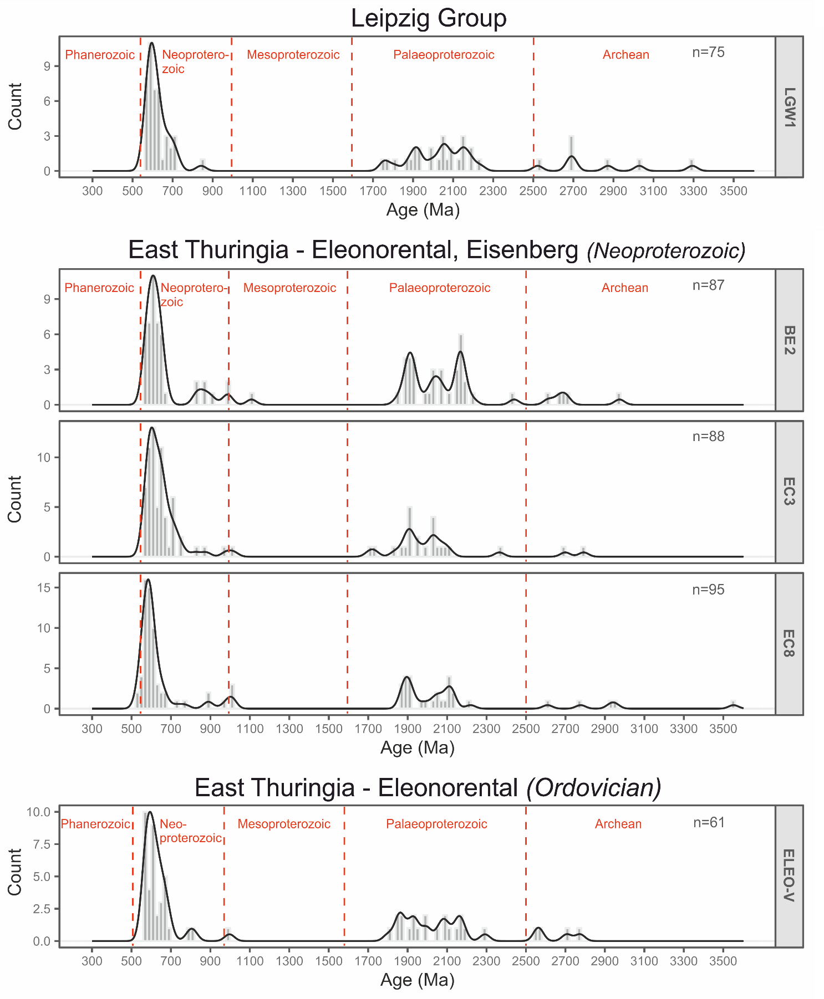 Leipzig Group
Phanerozoic Neoprotero- Mesoproterozoic Palaeoproterozoic Archean n=75
zoic
9
6
3
0
Count
LGW1
300 500 700 900 1100 1300 1500 1700 1900 2100 2300 2500 2700 2900 3100 3300 3500
Age (Ma)
East Thuringia - Eleonorental, Eisenberg (Neoproterozoic)
Phanerozoic Neoprotero- Mesoproterozoic Palaeoproterozoic Archean n=87
zoic
9
6
3
0
BE2
n=88
10
5
0
Count
EC3
n=95
15
10
5
0
EC8
300 500 700 900 1100 1300 1500 1700 1900 2100 2300 2500 2700 2900 3100 3300 3500
Age (Ma)
East Thuringia - Eleonorental (Ordovician)
Phanerozoic Neo- Mesoproterozoic Palaeoproterozoic Archean n=61
proterozoic
10.0
7.5
5.0
2.5
0.0
Count
ELEO-V
300 500 700 900 1100 1300 1500 1700 1900 2100 2300 2500 2700 2900 3100 3300 3500
Age (Ma)